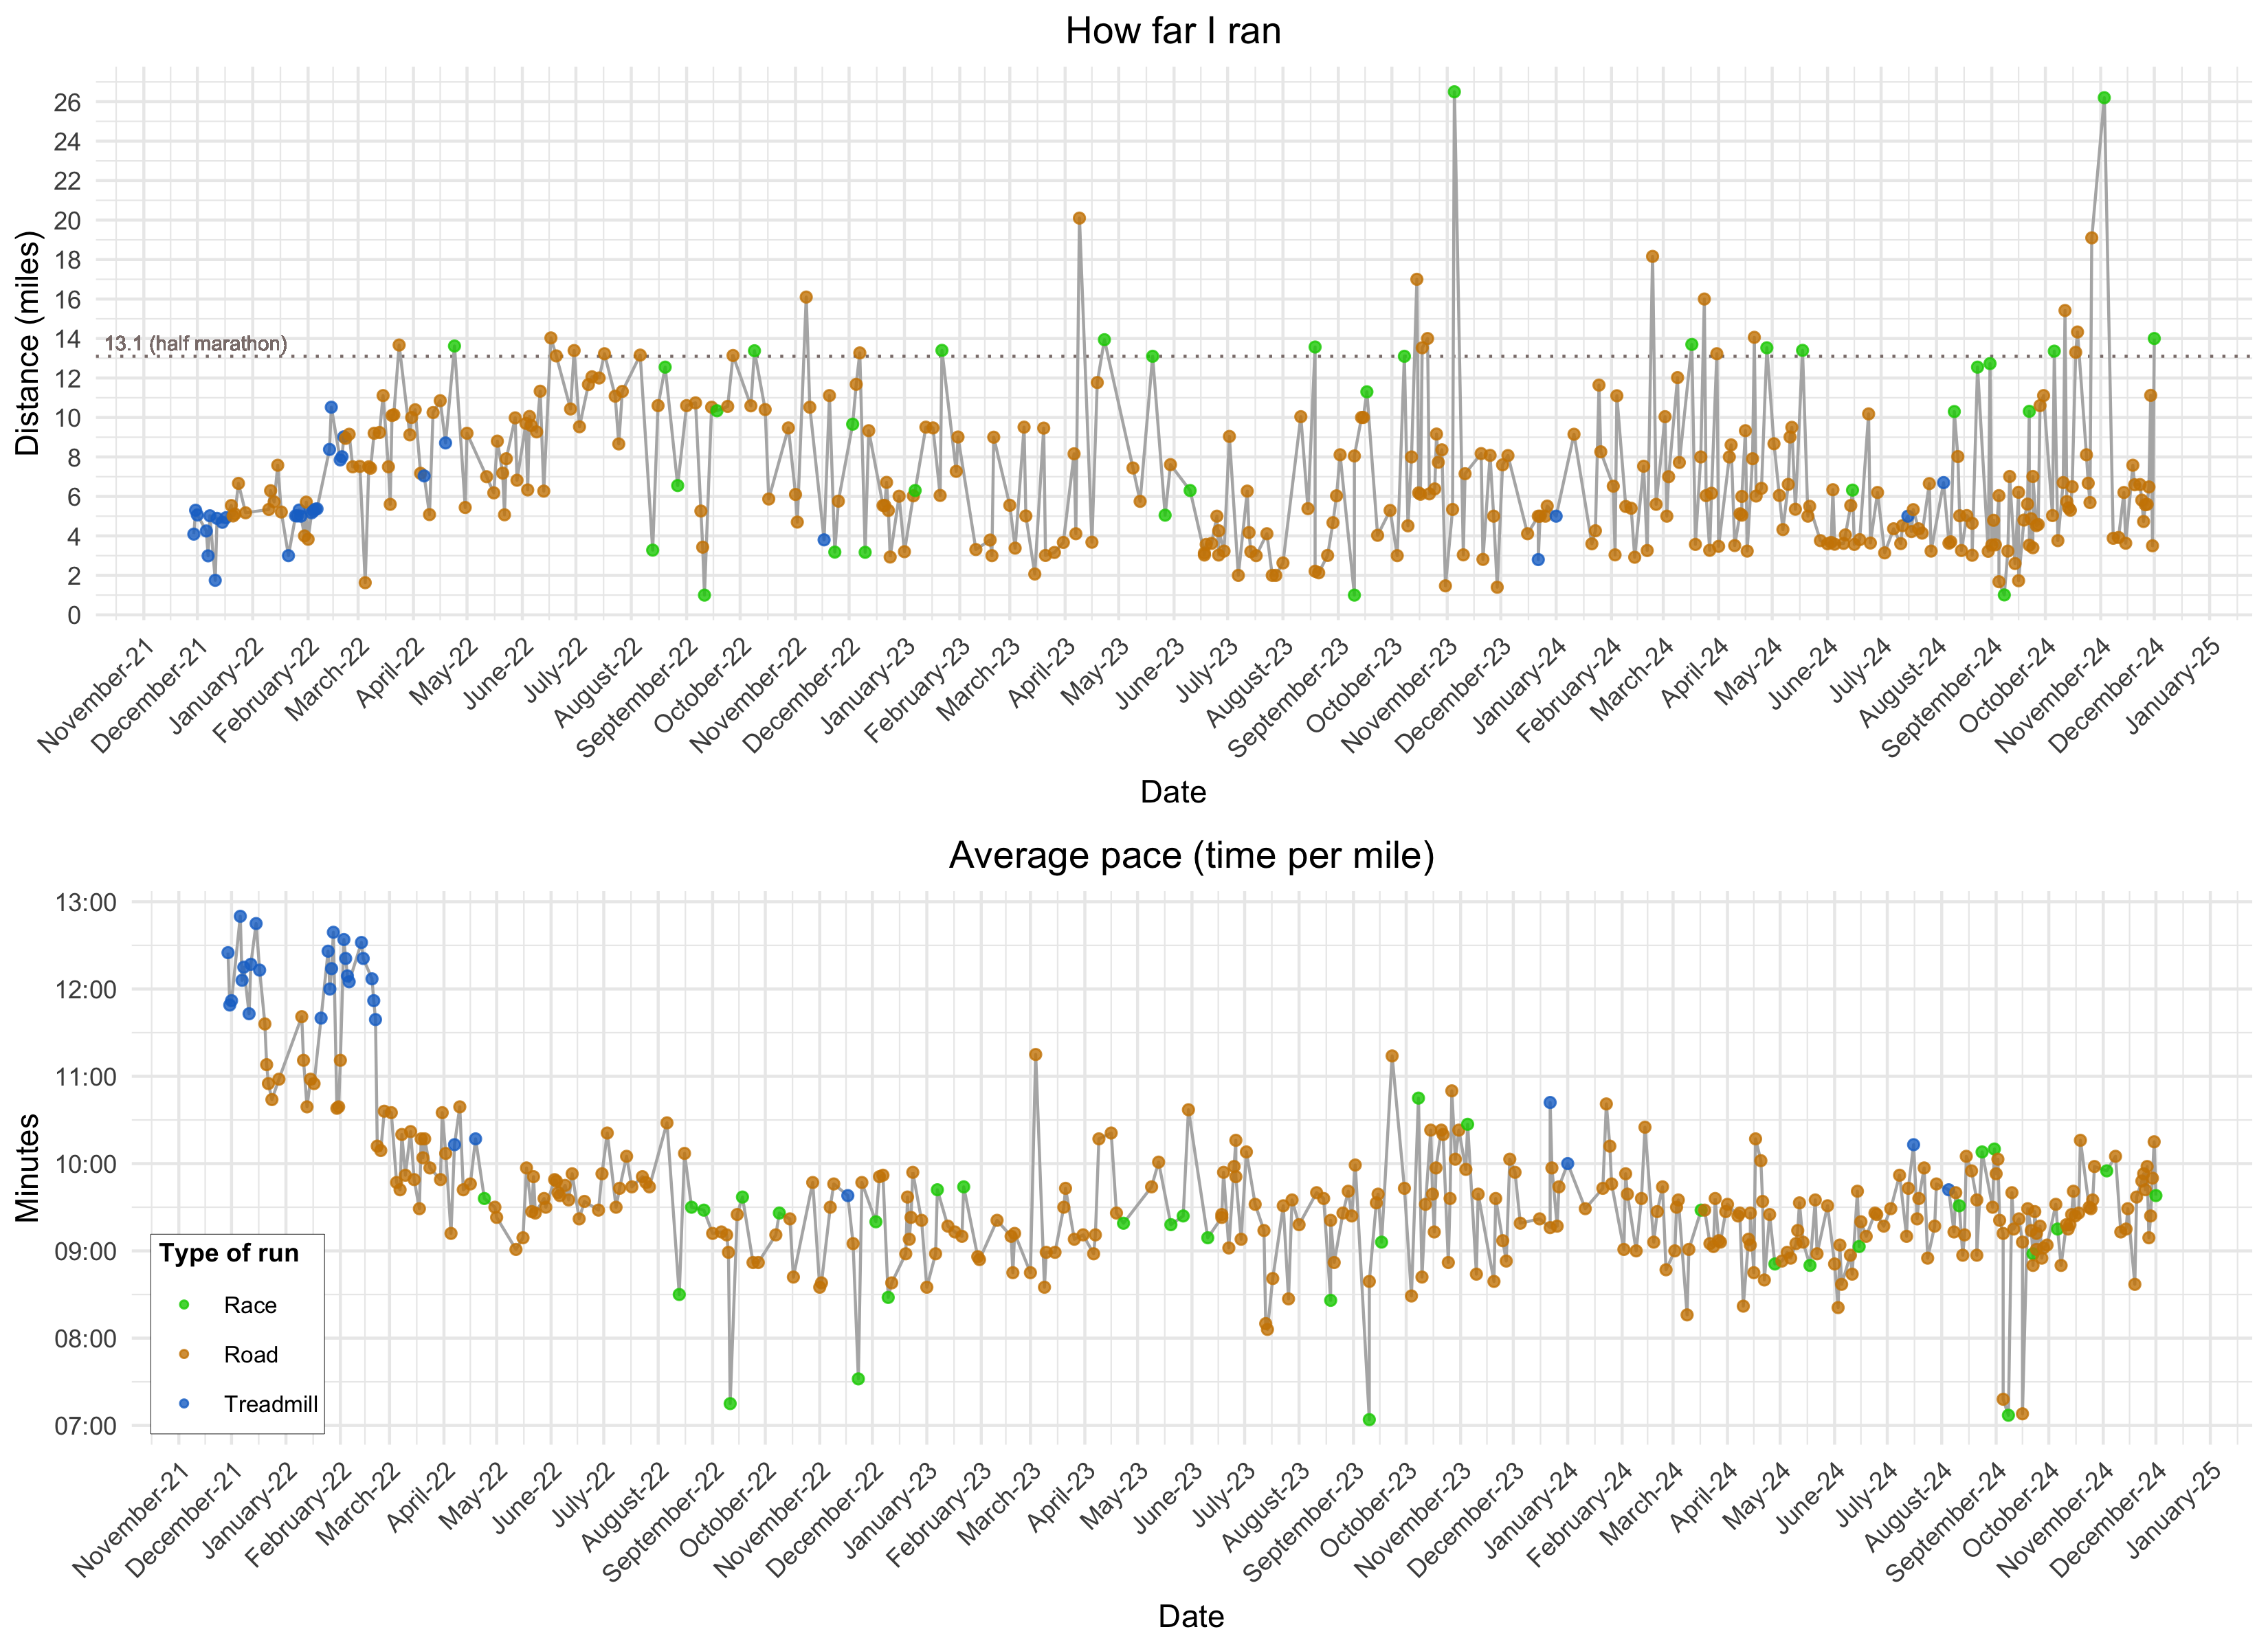 How far I ran
Distance (miles)
26
24
22
20
18
16
14
12
10
8
6
4
2
0
13.1 (half marathon)
November-21
December-21
January-22
February-22
March-22
April-22
May-22
June-22
July-22
August-22
September-22
October-22
November-22
December-22
January-23
February-23
March-23
April-23
May-23
June-23
July-23
August-23
September-23
October-23
November-23
December-23
January-24
February-24
March-24
April-24
May-24
June-24
July-24
August-24
September-24
October-24
November-24
December-24
January-25
Date
Average pace (time per mile)
Minutes
13:00
12:00
11:00
10:00
09:00
08:00
07:00
Type of run
Race
Road
Treadmill
November-21
December-21
January-22
February-22
March-22
April-22
May-22
June-22
July-22
August-22
September-22
October-22
November-22
December-22
January-23
February-23
March-23
April-23
May-23
June-23
July-23
August-23
September-23
October-23
November-23
December-23
January-24
February-24
March-24
April-24
May-24
June-24
July-24
August-24
September-24
October-24
November-24
December-24
January-25
Date